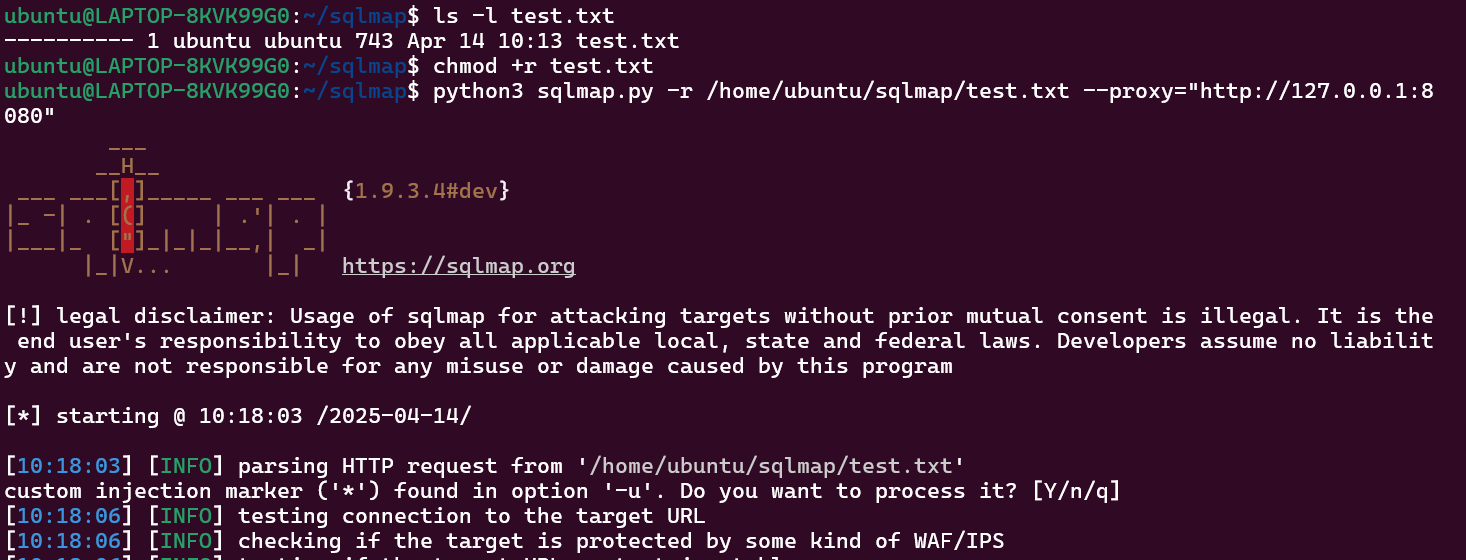 ubuntu@LAPTOP-8KVK99G0:~/sqlmap$ ls -l test.txt
---------- 1 ubuntu ubuntu 743 Apr 14 10:13 test.txt
ubuntu@LAPTOP-8KVK99G0:~/sqlmap$ chmod +r test.txt
ubuntu@LAPTOP-8KVK99G0:~/sqlmap$ python3 sqlmap.py -r /home/ubuntu/sqlmap/test.txt --proxy="http://127.0.0.1:8
080"
        ___
       __H__
 ___ ___[,]_____ ___ ___  {1.9.3.4#dev}
|_ -| . [(]     | .'| . |
|___|_  ["]_|_|_|__,|  _|
      |_|V...       |_|   https://sqlmap.org
[!] legal disclaimer: Usage of sqlmap for attacking targets without prior mutual consent is illegal. It is the
 end user's responsibility to obey all applicable local, state and federal laws. Developers assume no liabilit
y and are not responsible for any misuse or damage caused by this program
[*] starting @ 10:18:03 /2025-04-14/
[10:18:03] [INFO] parsing HTTP request from '/home/ubuntu/sqlmap/test.txt'
custom injection marker ('*') found in option '-u'. Do you want to process it? [Y/n/q]
[10:18:06] [INFO] testing connection to the target URL
[10:18:06] [INFO] checking if the target is protected by some kind of WAF/IPS